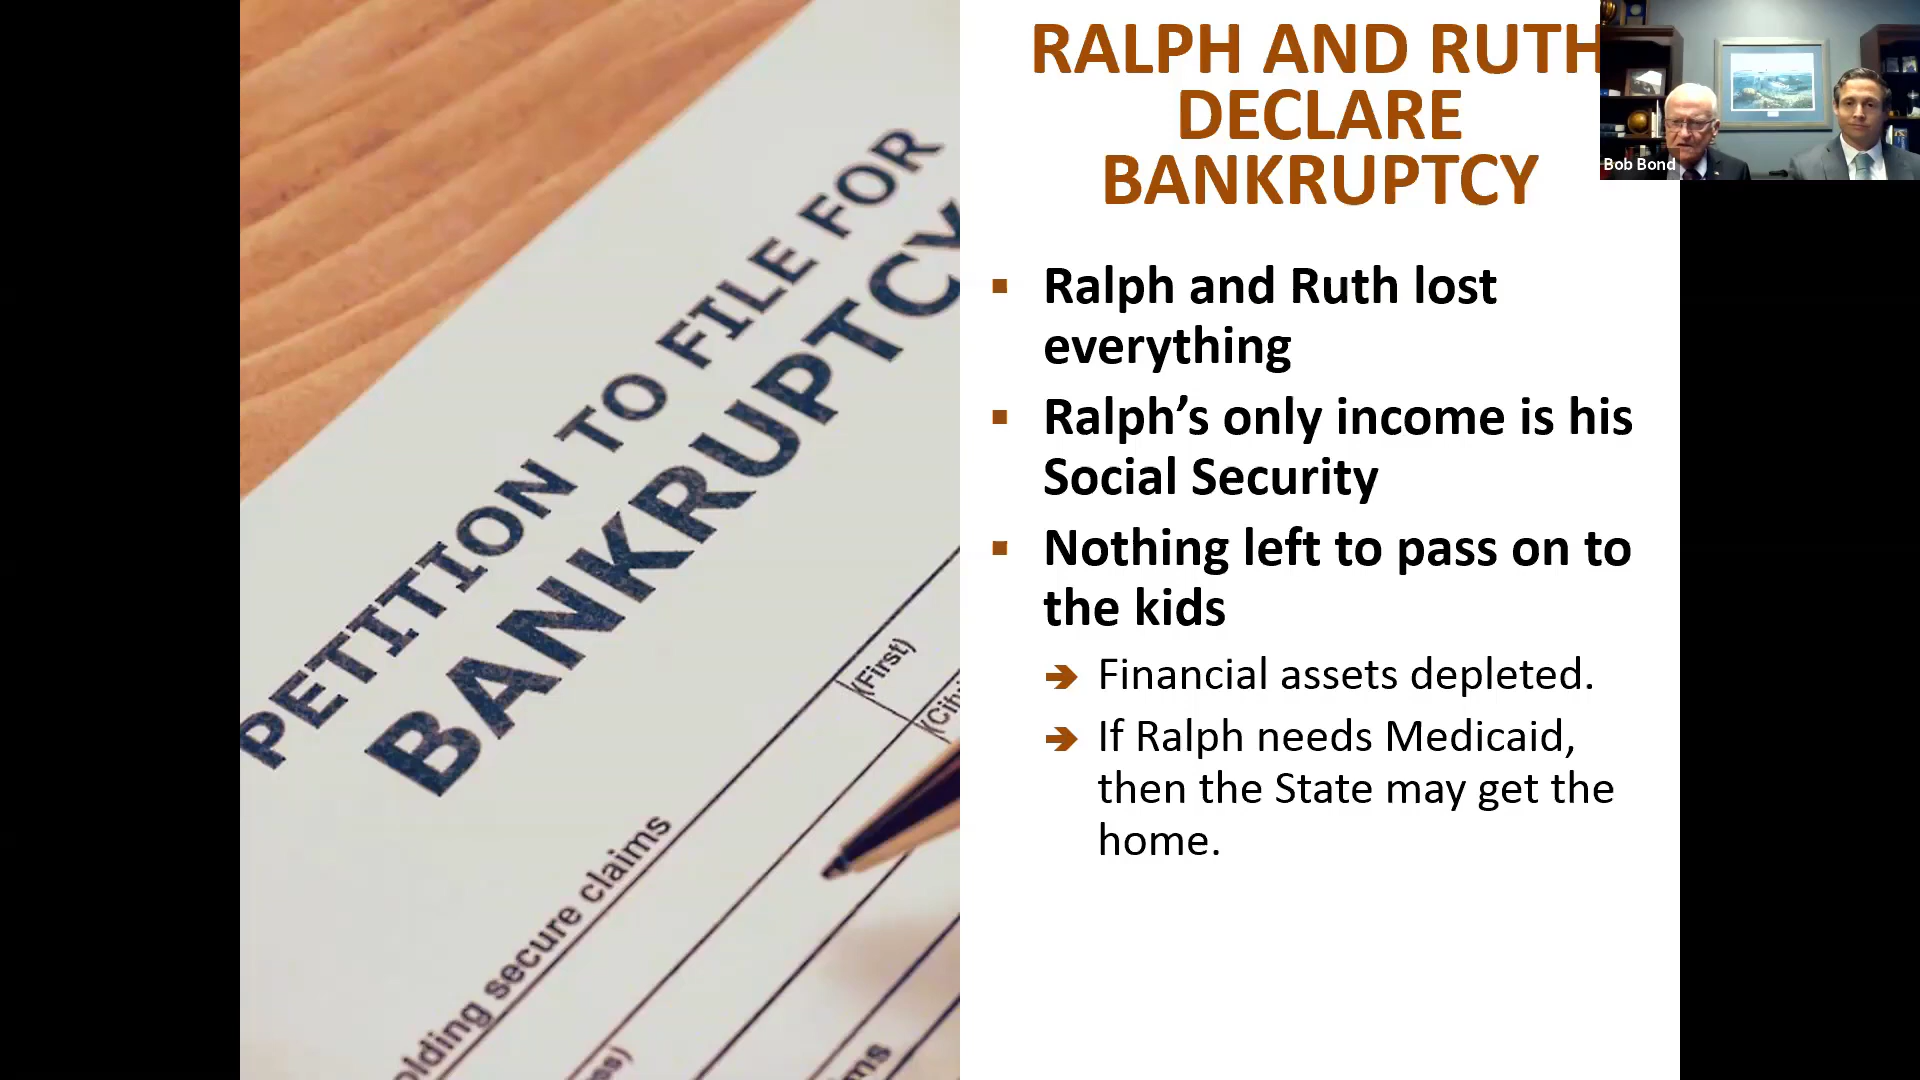 RALPH AND RUTH
DECLARE
BANKRUPTCY
Bob Bond
▪ Ralph and Ruth lost
everything
▪ Ralph’s only income is his
Social Security
▪ Nothing left to pass on to
the kids
➔ Financial assets depleted.
➔ If Ralph needs Medicaid,
then the State may get the
home.
PETITION TO FILE FOR
BANKRUPTCY
(First)
olding secure claims